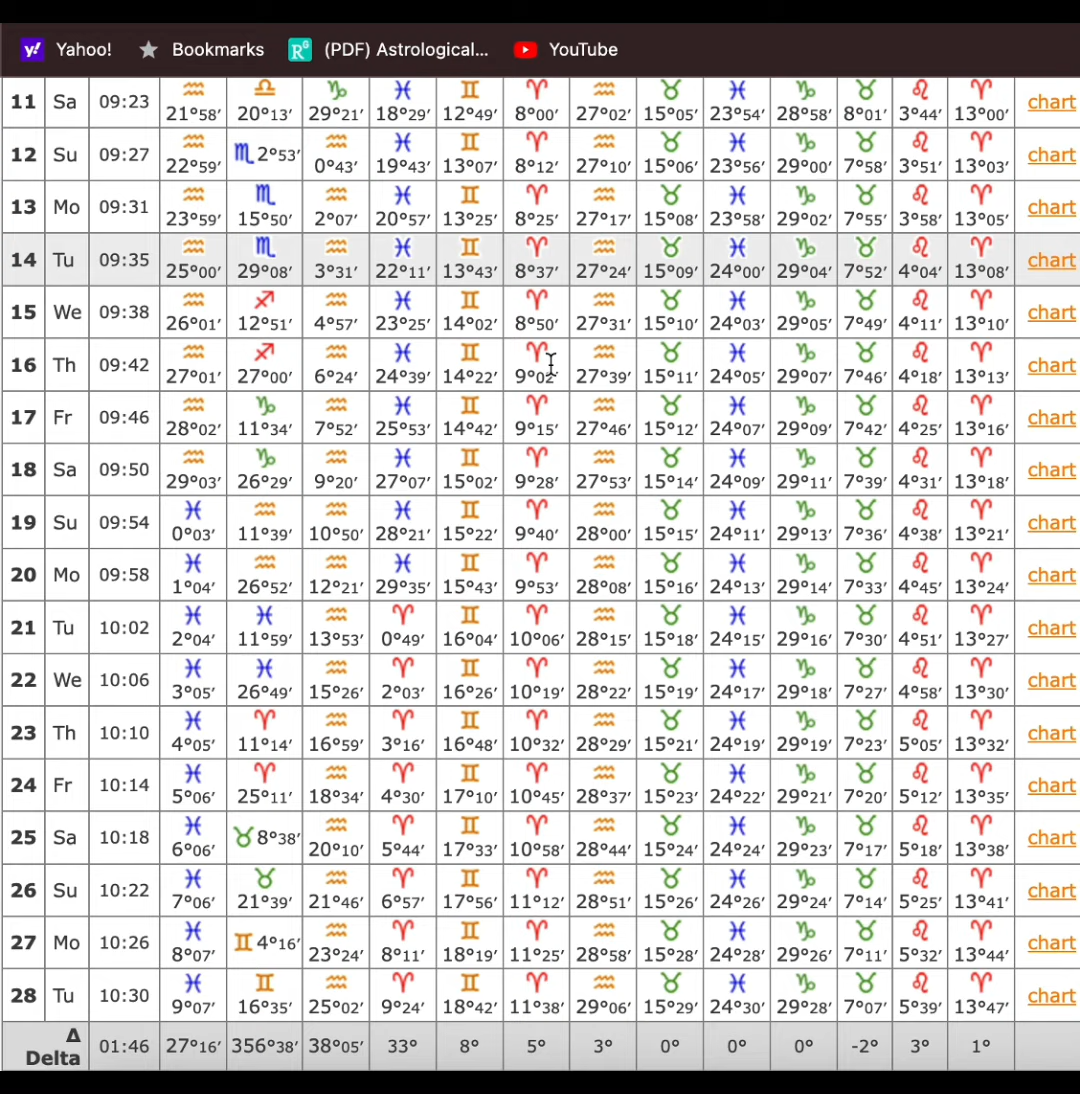 Yahoo! Bookmarks (PDF) Astrological... YouTube
11 Sa 09:23 ♒ 21°58′ ♎ 20°13′ ♑ 29°21′ ♓ 18°29′ ♊ 12°49′ ♈ 8°00′ ♒ 27°02′ ♉ 15°05′ ♓ 23°54′ ♑ 28°58′ ♉ 8°01′ ♌ 3°44′ ♈ 13°00′ chart
12 Su 09:27 ♒ 22°59′ ♏ 2°53′ ♒ 0°43′ ♓ 19°43′ ♊ 13°07′ ♈ 8°12′ ♒ 27°10′ ♉ 15°06′ ♓ 23°56′ ♑ 29°00′ ♉ 7°58′ ♌ 3°51′ ♈ 13°03′ chart
13 Mo 09:31 ♒ 23°59′ ♏ 15°50′ ♒ 2°07′ ♓ 20°57′ ♊ 13°25′ ♈ 8°25′ ♒ 27°17′ ♉ 15°08′ ♓ 23°58′ ♑ 29°02′ ♉ 7°55′ ♌ 3°58′ ♈ 13°05′ chart
14 Tu 09:35 ♒ 25°00′ ♏ 29°08′ ♒ 3°31′ ♓ 22°11′ ♊ 13°43′ ♈ 8°37′ ♒ 27°24′ ♉ 15°09′ ♓ 24°00′ ♑ 29°04′ ♉ 7°52′ ♌ 4°04′ ♈ 13°08′ chart
15 We 09:38 ♒ 26°01′ ♐ 12°51′ ♒ 4°57′ ♓ 23°25′ ♊ 14°02′ ♈ 8°50′ ♒ 27°31′ ♉ 15°10′ ♓ 24°03′ ♑ 29°05′ ♉ 7°49′ ♌ 4°11′ ♈ 13°10′ chart
16 Th 09:42 ♒ 27°01′ ♐ 27°00′ ♒ 6°24′ ♓ 24°39′ ♊ 14°22′ ♈ 9°02′ ♒ 27°39′ ♉ 15°11′ ♓ 24°05′ ♑ 29°07′ ♉ 7°46′ ♌ 4°18′ ♈ 13°13′ chart
17 Fr 09:46 ♒ 28°02′ ♑ 11°34′ ♒ 7°52′ ♓ 25°53′ ♊ 14°42′ ♈ 9°15′ ♒ 27°46′ ♉ 15°12′ ♓ 24°07′ ♑ 29°09′ ♉ 7°42′ ♌ 4°25′ ♈ 13°16′ chart
18 Sa 09:50 ♒ 29°03′ ♑ 26°29′ ♒ 9°20′ ♓ 27°07′ ♊ 15°02′ ♈ 9°28′ ♒ 27°53′ ♉ 15°14′ ♓ 24°09′ ♑ 29°11′ ♉ 7°39′ ♌ 4°31′ ♈ 13°18′ chart
19 Su 09:54 ♓ 0°03′ ♒ 11°39′ ♒ 10°50′ ♓ 28°21′ ♊ 15°22′ ♈ 9°40′ ♒ 28°00′ ♉ 15°15′ ♓ 24°11′ ♑ 29°13′ ♉ 7°36′ ♌ 4°38′ ♈ 13°21′ chart
20 Mo 09:58 ♓ 1°04′ ♒ 26°52′ ♒ 12°21′ ♓ 29°35′ ♊ 15°43′ ♈ 9°53′ ♒ 28°08′ ♉ 15°16′ ♓ 24°13′ ♑ 29°14′ ♉ 7°33′ ♌ 4°45′ ♈ 13°24′ chart
21 Tu 10:02 ♓ 2°04′ ♓ 11°59′ ♒ 13°53′ ♈ 0°49′ ♊ 16°04′ ♈ 10°06′ ♒ 28°15′ ♉ 15°18′ ♓ 24°15′ ♑ 29°16′ ♉ 7°30′ ♌ 4°51′ ♈ 13°27′ chart
22 We 10:06 ♓ 3°05′ ♓ 26°49′ ♒ 15°26′ ♈ 2°03′ ♊ 16°26′ ♈ 10°19′ ♒ 28°22′ ♉ 15°19′ ♓ 24°17′ ♑ 29°18′ ♉ 7°27′ ♌ 4°58′ ♈ 13°30′ chart
23 Th 10:10 ♓ 4°05′ ♈ 11°14′ ♒ 16°59′ ♈ 3°16′ ♊ 16°48′ ♈ 10°32′ ♒ 28°29′ ♉ 15°21′ ♓ 24°19′ ♑ 29°19′ ♉ 7°23′ ♌ 5°05′ ♈ 13°32′ chart
24 Fr 10:14 ♓ 5°06′ ♈ 25°11′ ♒ 18°34′ ♈ 4°30′ ♊ 17°10′ ♈ 10°45′ ♒ 28°37′ ♉ 15°23′ ♓ 24°22′ ♑ 29°21′ ♉ 7°20′ ♌ 5°12′ ♈ 13°35′ chart
25 Sa 10:18 ♓ 6°06′ ♉ 8°38′ ♒ 20°10′ ♈ 5°44′ ♊ 17°33′ ♈ 10°58′ ♒ 28°44′ ♉ 15°24′ ♓ 24°24′ ♑ 29°23′ ♉ 7°17′ ♌ 5°18′ ♈ 13°38′ chart
26 Su 10:22 ♓ 7°06′ ♉ 21°39′ ♒ 21°46′ ♈ 6°57′ ♊ 17°56′ ♈ 11°12′ ♒ 28°51′ ♉ 15°26′ ♓ 24°26′ ♑ 29°24′ ♉ 7°14′ ♌ 5°25′ ♈ 13°41′ chart
27 Mo 10:26 ♓ 8°07′ ♊ 4°16′ ♒ 23°24′ ♈ 8°11′ ♊ 18°19′ ♈ 11°25′ ♒ 28°58′ ♉ 15°28′ ♓ 24°28′ ♑ 29°26′ ♉ 7°11′ ♌ 5°32′ ♈ 13°44′ chart
28 Tu 10:30 ♓ 9°07′ ♊ 16°35′ ♒ 25°02′ ♈ 9°24′ ♊ 18°42′ ♈ 11°38′ ♒ 29°06′ ♉ 15°29′ ♓ 24°30′ ♑ 29°28′ ♉ 7°07′ ♌ 5°39′ ♈ 13°47′ chart
Δ Delta 01:46 27°16′ 356°38′ 38°05′ 33° 8° 5° 3° 0° 0° 0° -2° 3° 1°